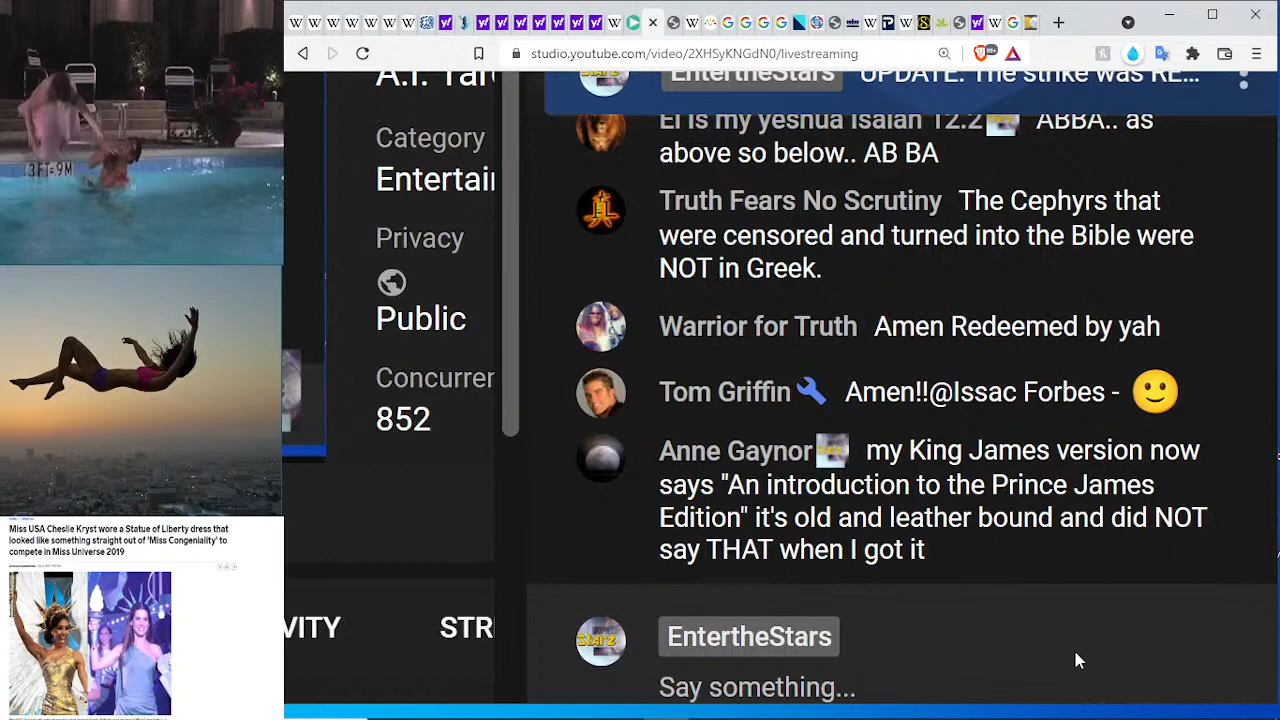 studio.youtube.com/video/2XHSyNNGdN0/livestreaming
99+
3FT=9M
Miss USA Cheslie Kryst wore a Statue of Liberty dress that
looked like something straight out of 'Miss Congeniality' to
compete in Miss Universe 2019
Category
Entertai
Privacy
Public
Concurrer
852
VITY STR
EntertheStars UPDATE: The strike was RE...
El is my yeshua Isaiah 12.2 ABBA.. as
above so below.. AB BA
Truth Fears No Scrutiny The Cephyrs that
were censored and turned into the Bible were
NOT in Greek.
Warrior for Truth Amen Redeemed by yah
Tom Griffin Amen!!@Issac Forbes -
Anne Gaynor my King James version now
says "An introduction to the Prince James
Edition" it's old and leather bound and did NOT
say THAT when I got it
STARZ EntertheStars
Say something...